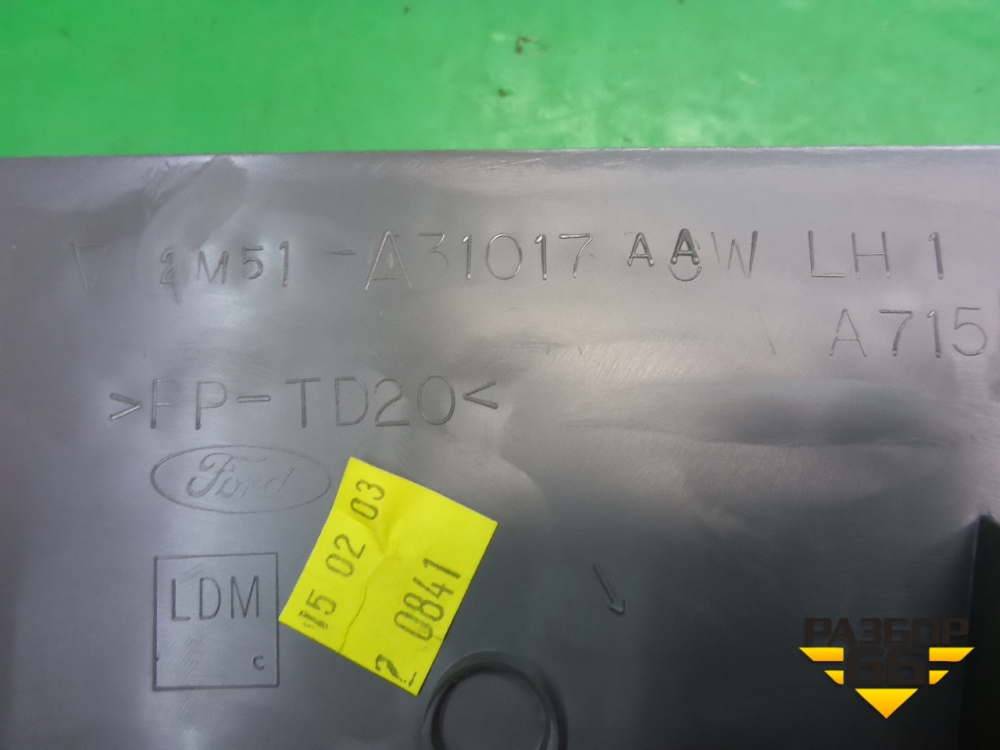 2M51-A31017 AAW LH 1
A715
>PP-TD20<
Ford
LDM
C
15 02 03
2 0841
РАЗБОР
66